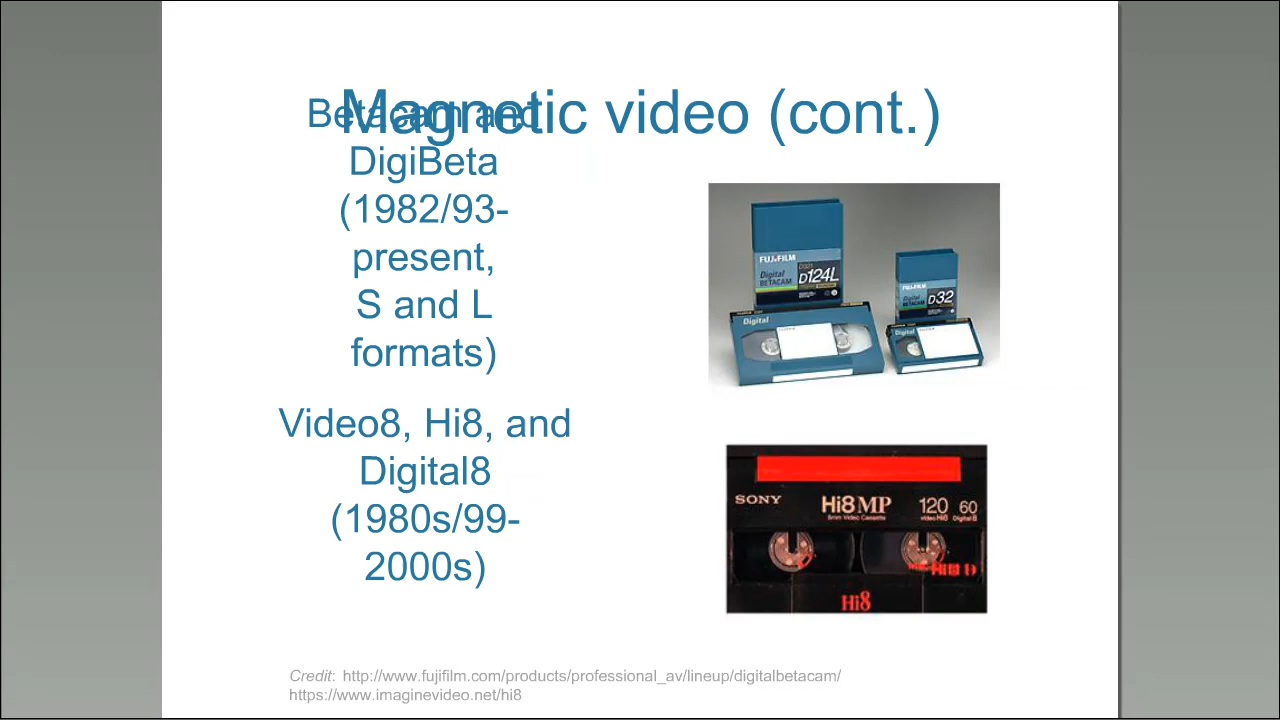 Magnetic video (cont.)
Betacam and
DigiBeta
(1982/93-
present,
S and L
formats)
FUJIFILM
Digital
BETACAM
D124L
FUJIFILM
Digital
BETACAM
D32
Digital
Video8, Hi8, and
Digital8
(1980s/99-
2000s)
SONY
Hi8 MP
8mm Video Cassette
120
video Hi8
60
Digital 8
Hi8
Credit: http://www.fujifilm.com/products/professional_av/lineup/digitalbetacam/
https://www.imaginevideo.net/hi8